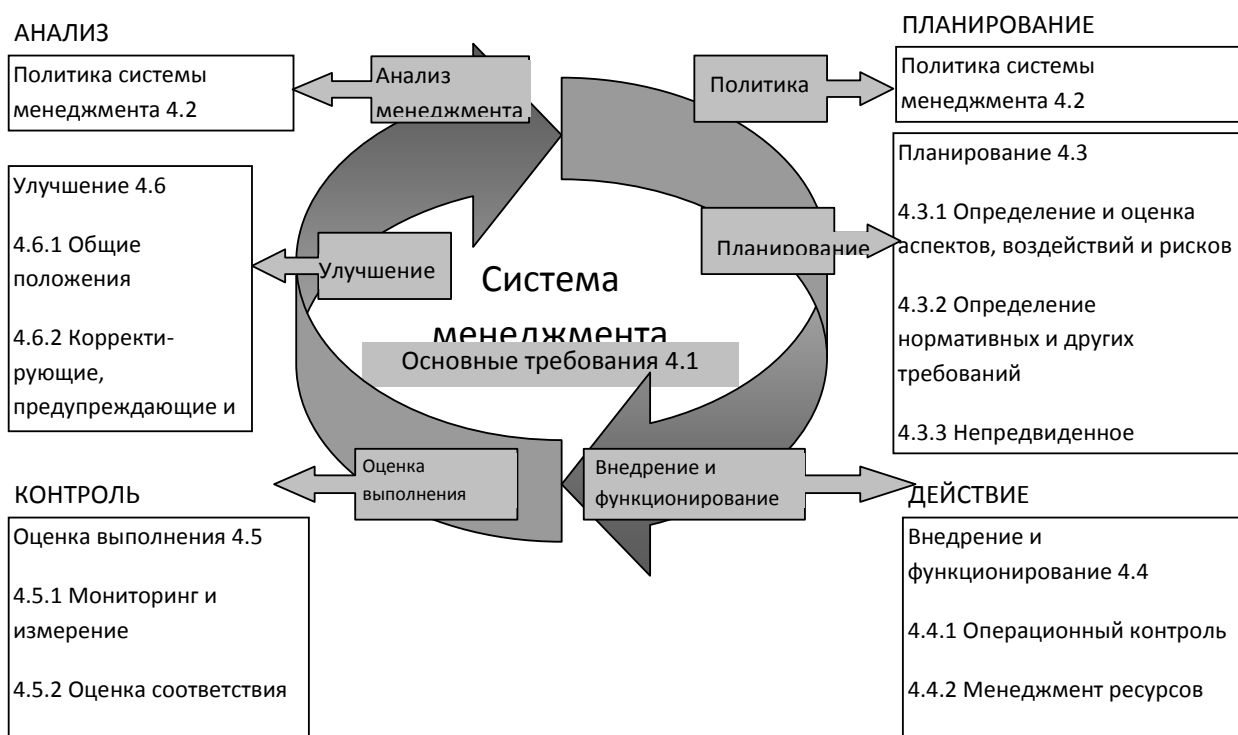 АНАЛИЗ
Политика системы
менеджмента 4.2
Анализ
менеджмента
Политика
ПЛАНИРОВАНИЕ
Политика системы
менеджмента 4.2
Улучшение 4.6
4.6.1 Общие
положения
4.6.2 Корректи-
рующие,
предупреждающие и
Улучшение
Система
менеджмента
Основные требования 4.1
Планирование
Планирование 4.3
4.3.1 Определение и оценка
аспектов, воздействий и рисков
4.3.2 Определение
нормативных и других
требований
4.3.3 Непредвиденное
КОНТРОЛЬ
Оценка
выполнения
Внедрение и
функционирование
ДЕЙСТВИЕ
Оценка выполнения 4.5
4.5.1 Мониторинг и
измерение
4.5.2 Оценка соответствия
Внедрение и
функционирование 4.4
4.4.1 Операционный контроль
4.4.2 Менеджмент ресурсов